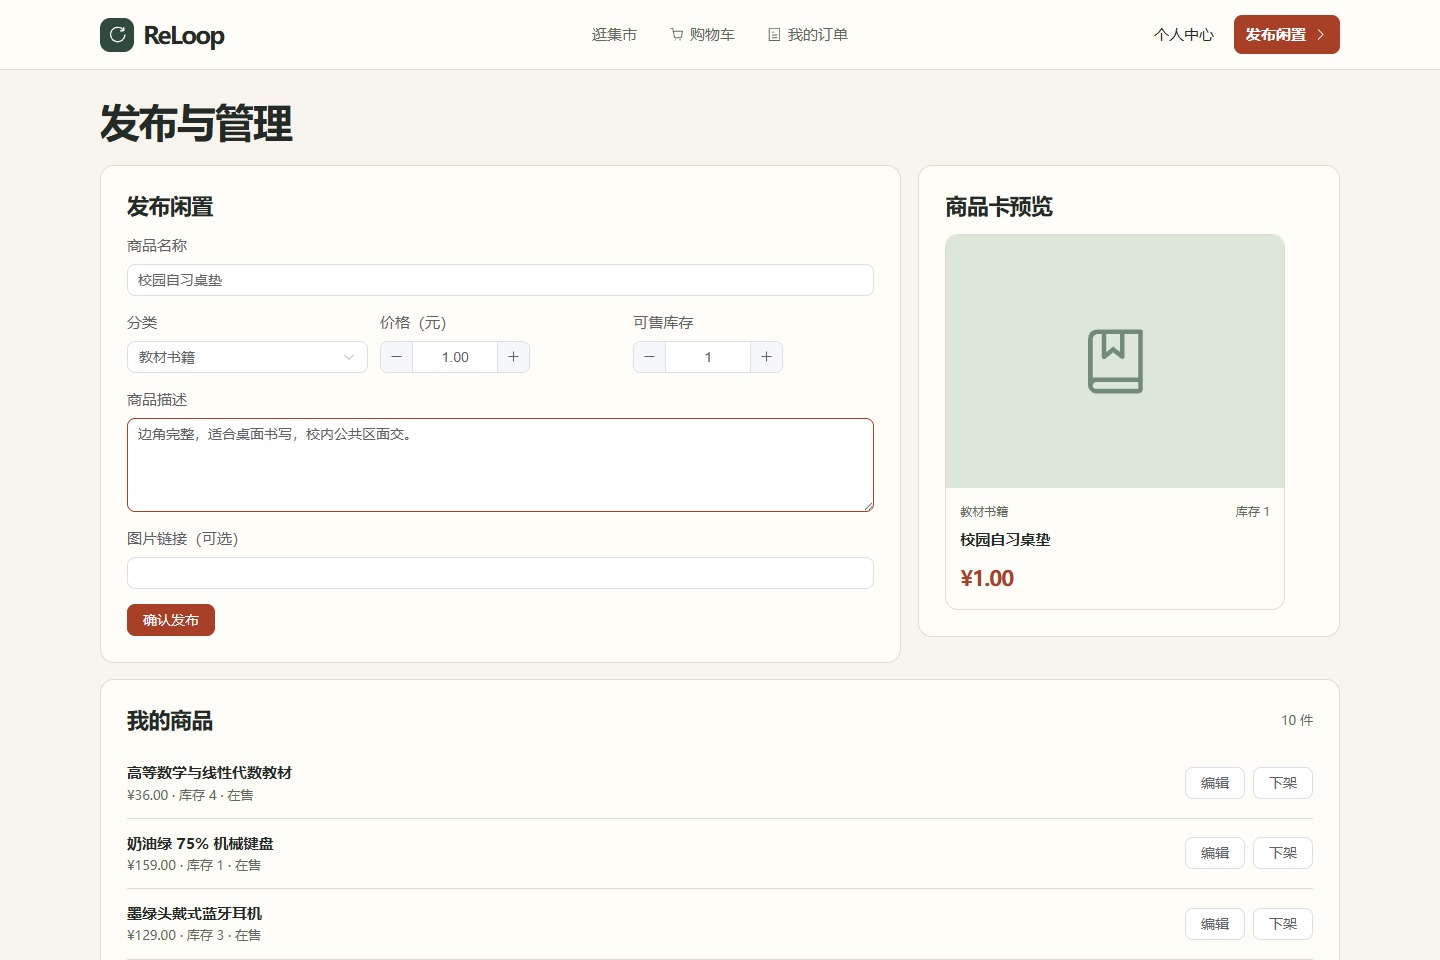 ReLoop
逛集市
购物车
我的订单
个人中心
发布闲置
发布与管理
发布闲置
商品名称
校园自习桌垫
分类
价格（元）
可售库存
教材书籍
1.00
1
商品描述
边角完整，适合桌面书写，校内公共区面交。
图片链接（可选）
确认发布
商品卡预览
教材书籍
库存 1
校园自习桌垫
¥1.00
我的商品
10 件
高等数学与线性代数教材
¥36.00 · 库存 4 · 在售
编辑
下架
奶油绿 75% 机械键盘
¥159.00 · 库存 1 · 在售
编辑
下架
墨绿头戴式蓝牙耳机
¥129.00 · 库存 3 · 在售
编辑
下架